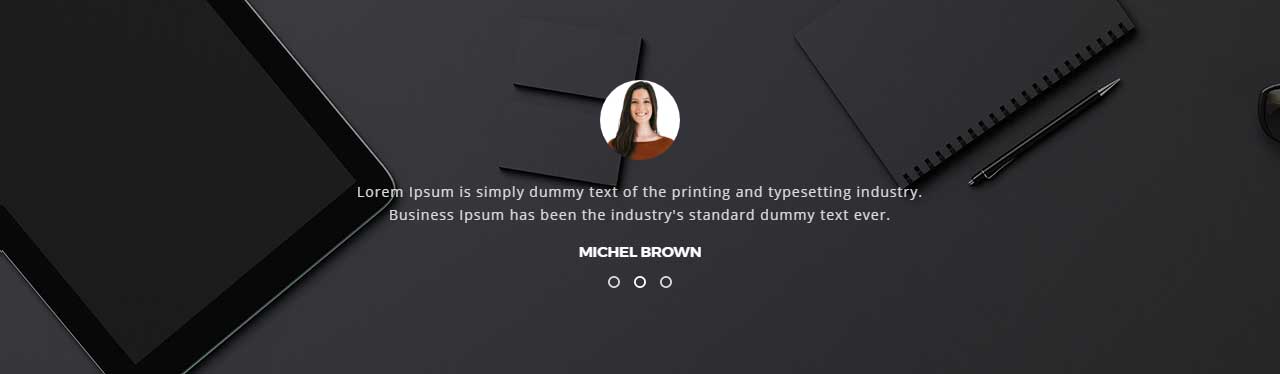 Lorem Ipsum is simply dummy text of the printing and typesetting industry.
Business Ipsum has been the industry's standard dummy text ever.
MICHEL BROWN